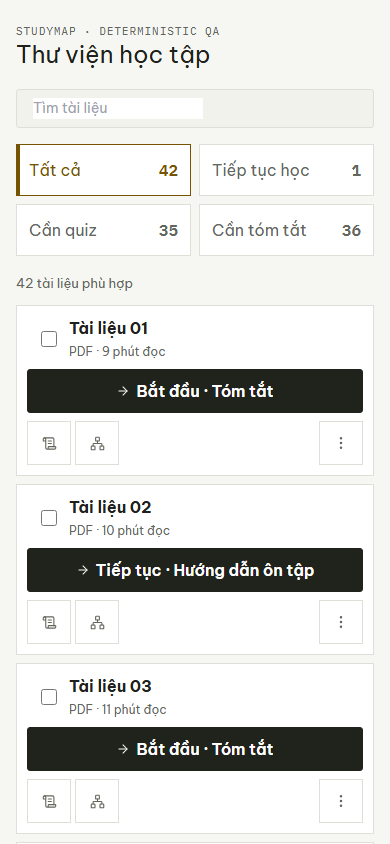 STUDYMAP · DETERMINISTIC QA
Thư viện học tập
Tìm tài liệu
Tất cả 42
Tiếp tục học 1
Cần quiz 35
Cần tóm tắt 36
42 tài liệu phù hợp
Tài liệu 01
PDF · 9 phút đọc
→ Bắt đầu · Tóm tắt
Tài liệu 02
PDF · 10 phút đọc
→ Tiếp tục · Hướng dẫn ôn tập
Tài liệu 03
PDF · 11 phút đọc
→ Bắt đầu · Tóm tắt